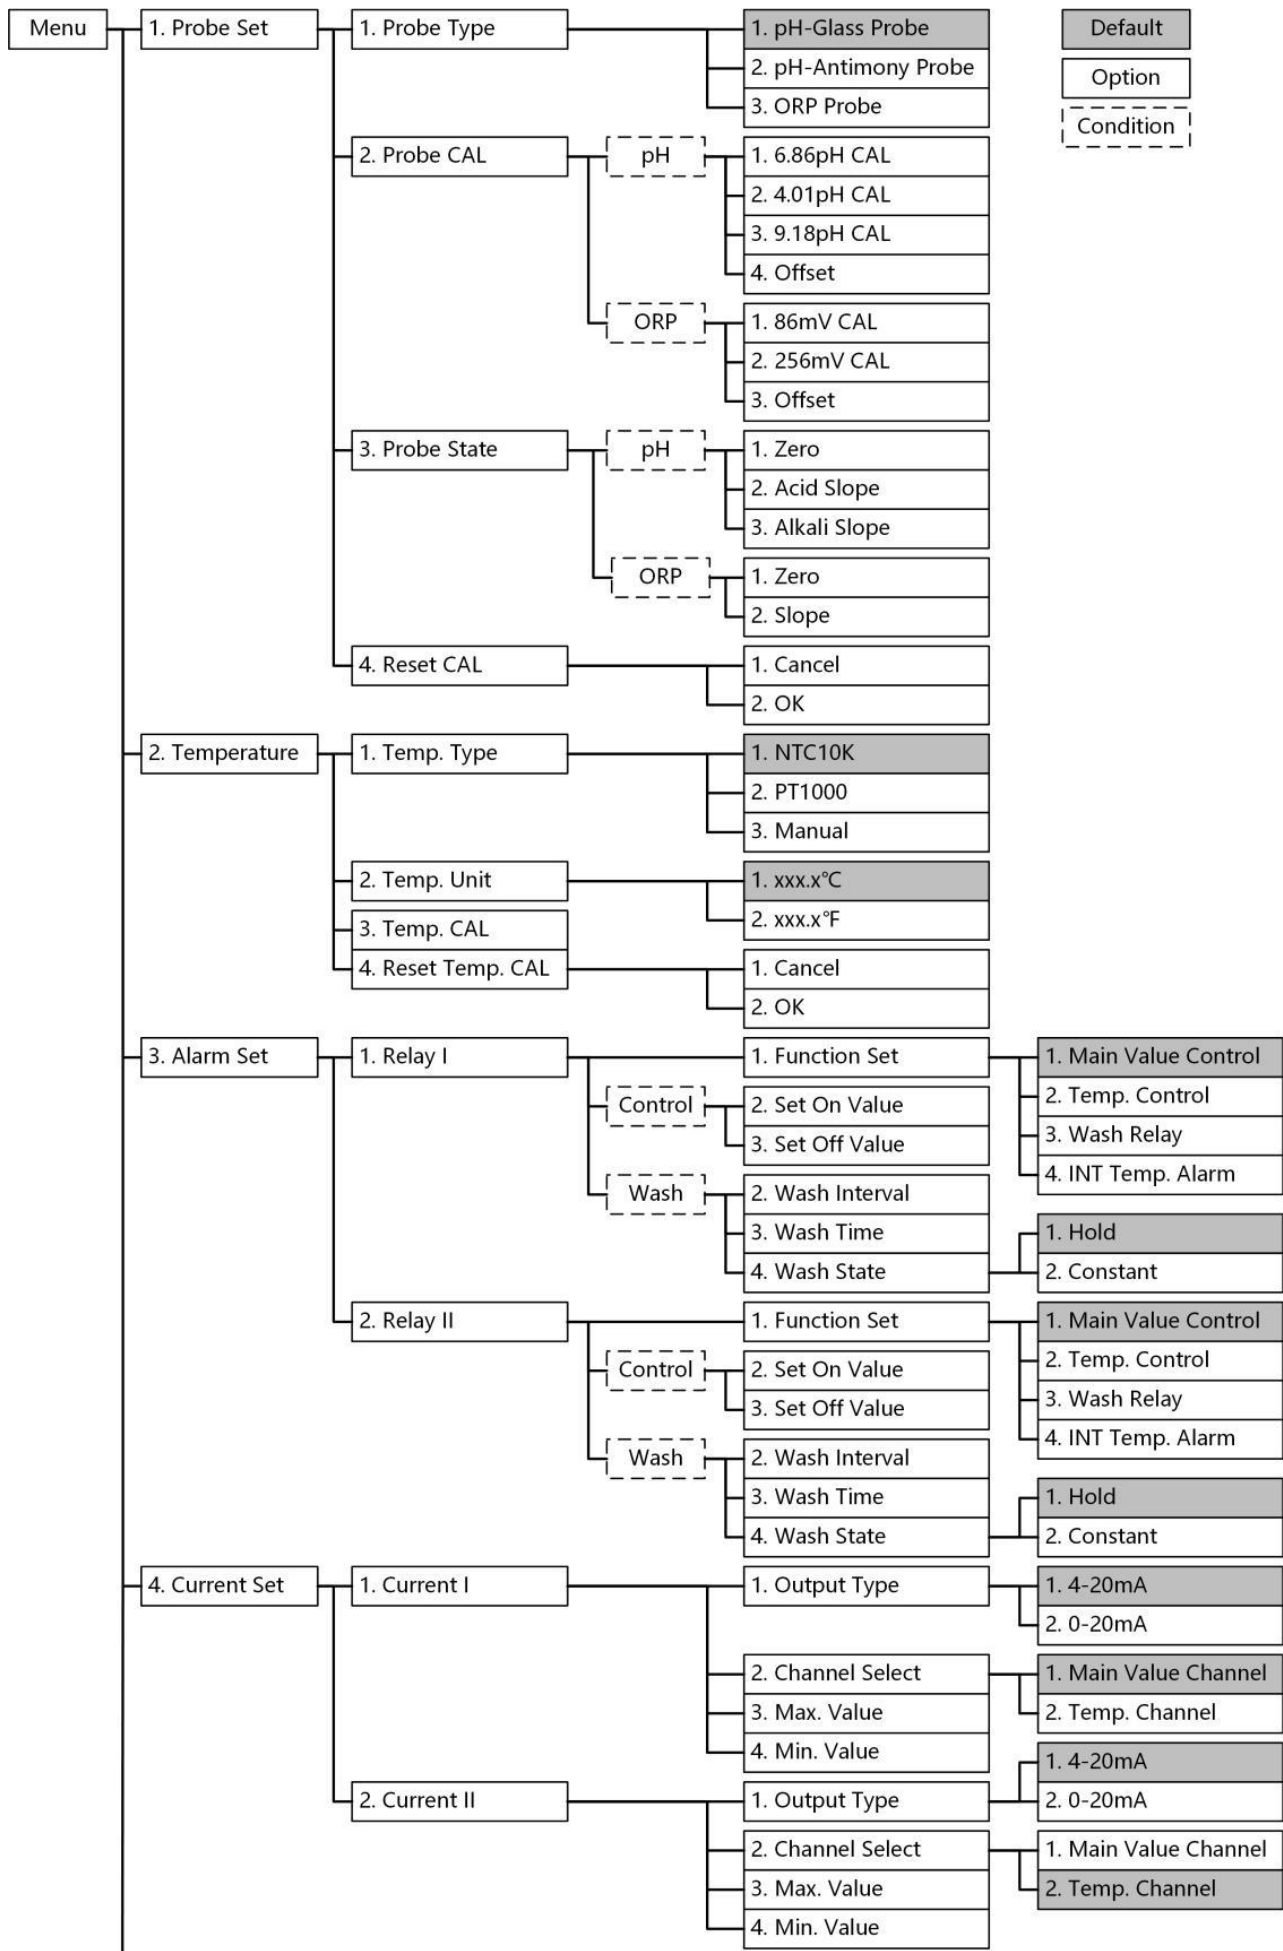 Menu
1. Probe Set
1. Probe Type
1. pH-Glass Probe
2. pH-Antimony Probe
3. ORP Probe
Default
Option
Condition
2. Probe CAL
pH
1. 6.86pH CAL
2. 4.01pH CAL
3. 9.18pH CAL
4. Offset
ORP
1. 86mV CAL
2. 256mV CAL
3. Offset
3. Probe State
pH
1. Zero
2. Acid Slope
3. Alkali Slope
ORP
1. Zero
2. Slope
4. Reset CAL
1. Cancel
2. OK
2. Temperature
1. Temp. Type
1. NTC10K
2. PT1000
3. Manual
2. Temp. Unit
1. xxx.x℃
2. xxx.x℉
3. Temp. CAL
4. Reset Temp. CAL
1. Cancel
2. OK
3. Alarm Set
1. Relay I
1. Function Set
1. Main Value Control
2. Temp. Control
3. Wash Relay
4. INT Temp. Alarm
Control
2. Set On Value
3. Set Off Value
Wash
2. Wash Interval
3. Wash Time
4. Wash State
1. Hold
2. Constant
2. Relay II
1. Function Set
1. Main Value Control
2. Temp. Control
3. Wash Relay
4. INT Temp. Alarm
Control
2. Set On Value
3. Set Off Value
Wash
2. Wash Interval
3. Wash Time
4. Wash State
1. Hold
2. Constant
4. Current Set
1. Current I
1. Output Type
1. 4-20mA
2. 0-20mA
2. Channel Select
1. Main Value Channel
2. Temp. Channel
3. Max. Value
4. Min. Value
2. Current II
1. Output Type
1. 4-20mA
2. 0-20mA
2. Channel Select
1. Main Value Channel
2. Temp. Channel
3. Max. Value
4. Min. Value